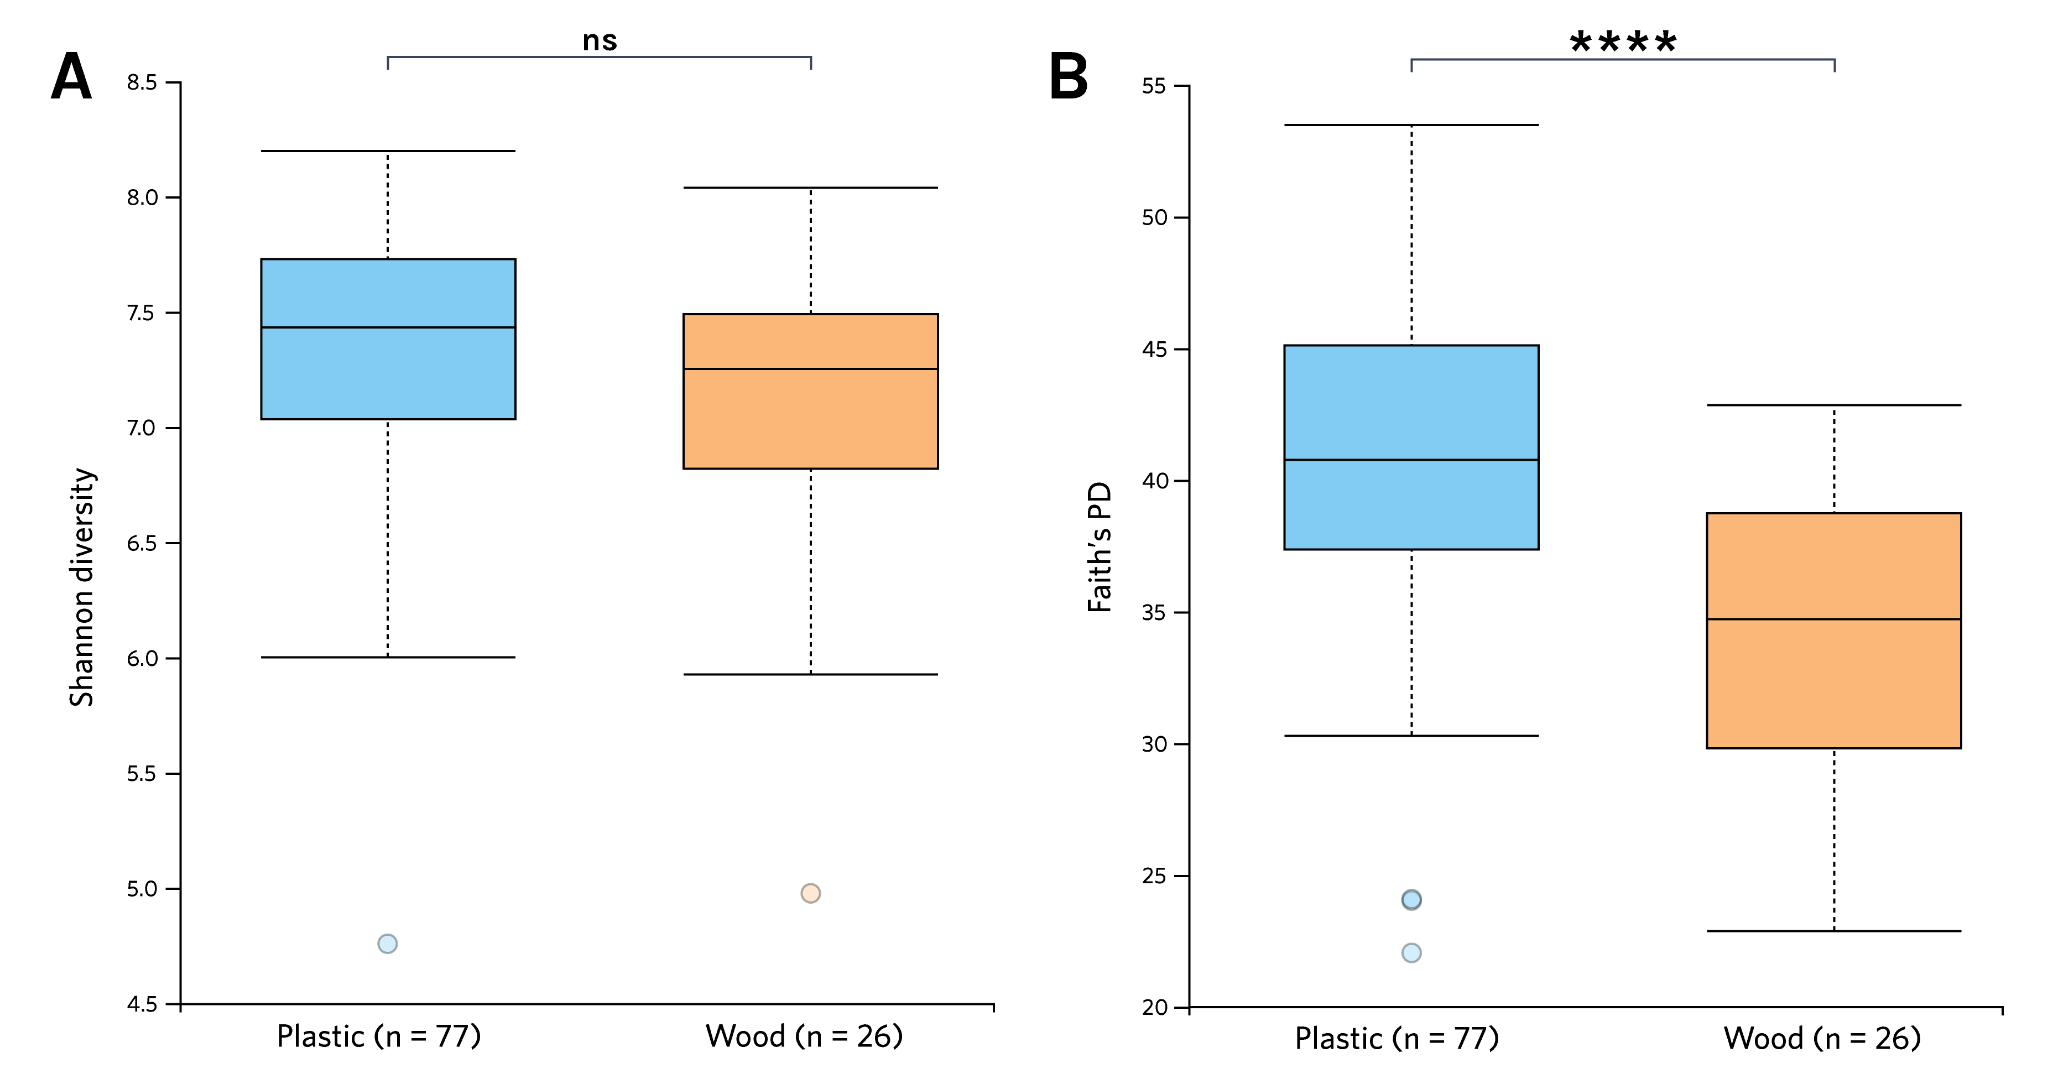 A
ns
8.5
8.0
7.5
7.0
6.5
6.0
5.5
5.0
4.5
Shannon diversity
Plastic (n = 77)
Wood (n = 26)
B
****
55
50
45
40
35
30
25
20
Faith's PD
Plastic (n = 77)
Wood (n = 26)